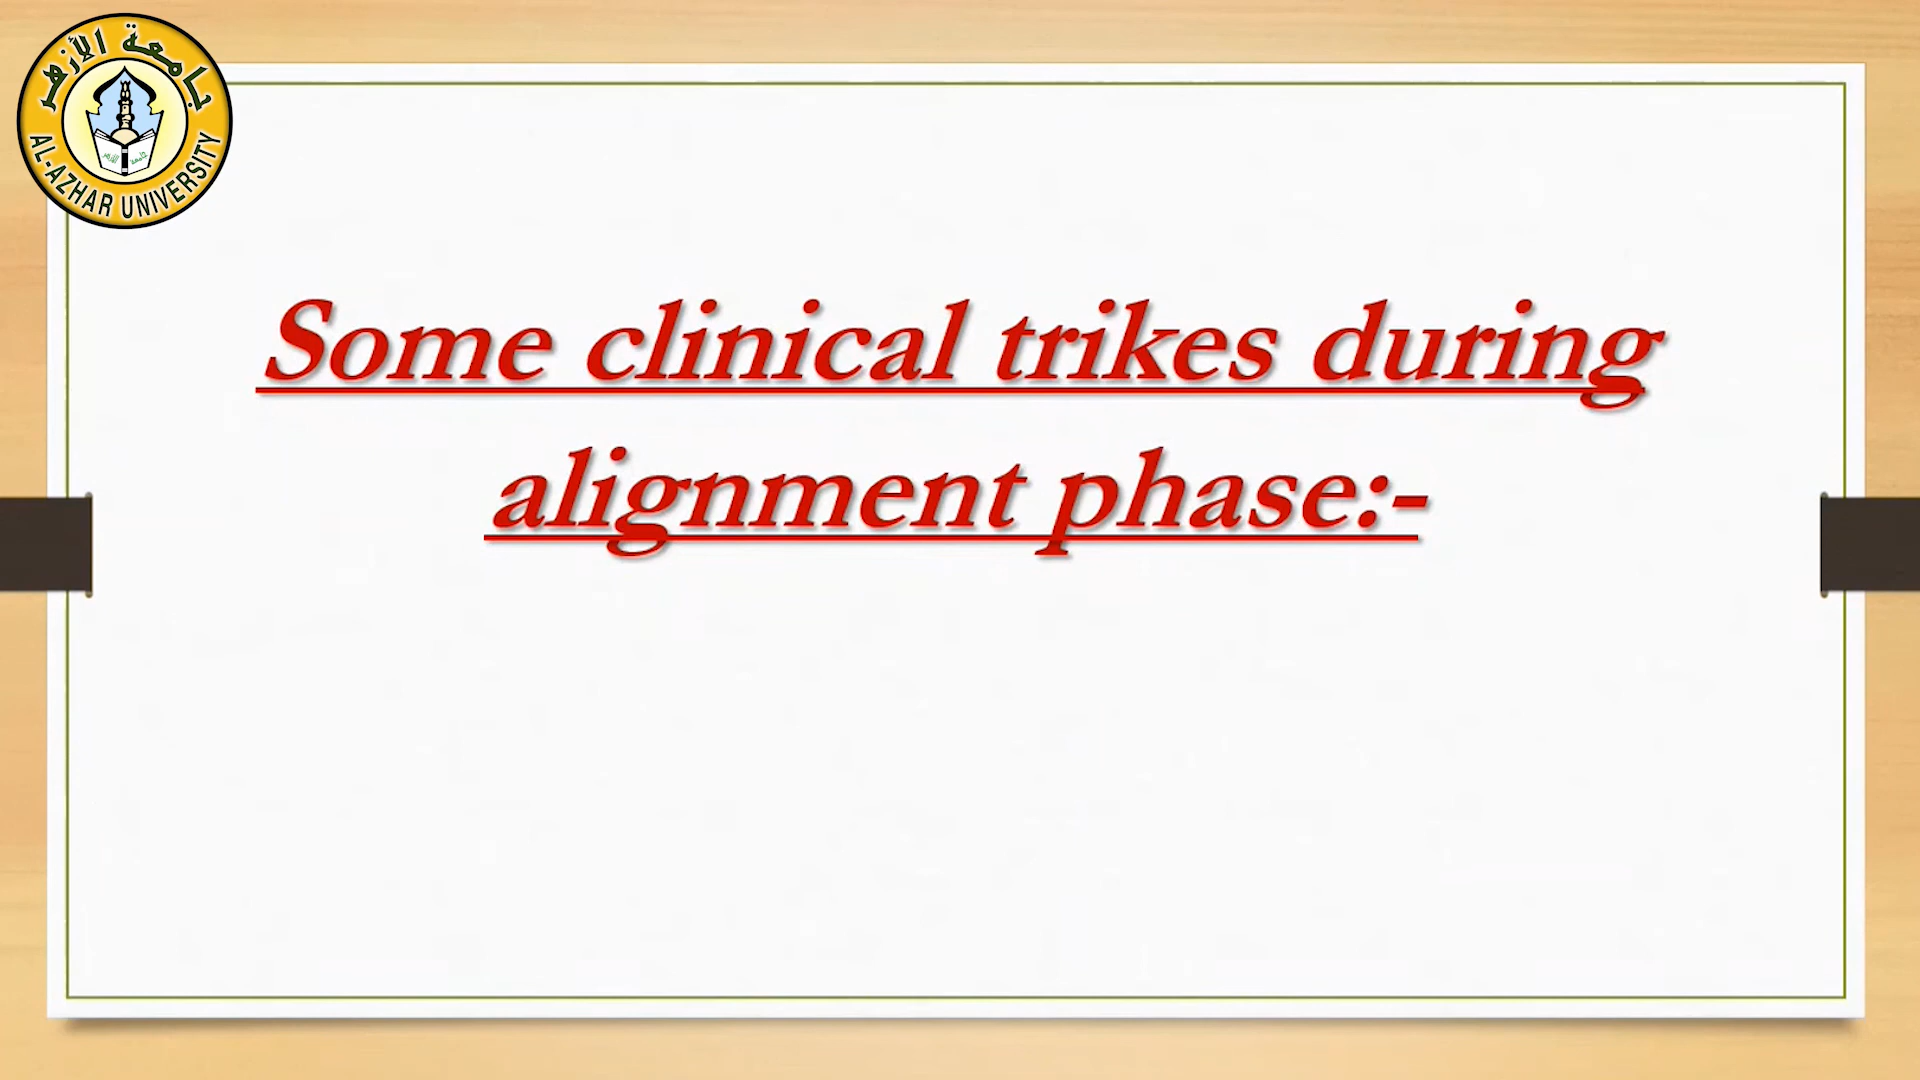 جامعة الأزهر
AL-AZHAR UNIVERSITY
Some clinical trikes during
alignment phase:-